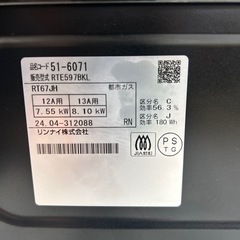 品名コード 51-6071
販売型式 RTE597BKL
RT67JH 都市ガス
12A用 13A用
7.55 kW 8.10 kW
区分名 C
効率 56.3 %
区分名 J
効率 180 Wh
24.04-312088 RN
リンナイ株式会社
JIA認証
PS
TG